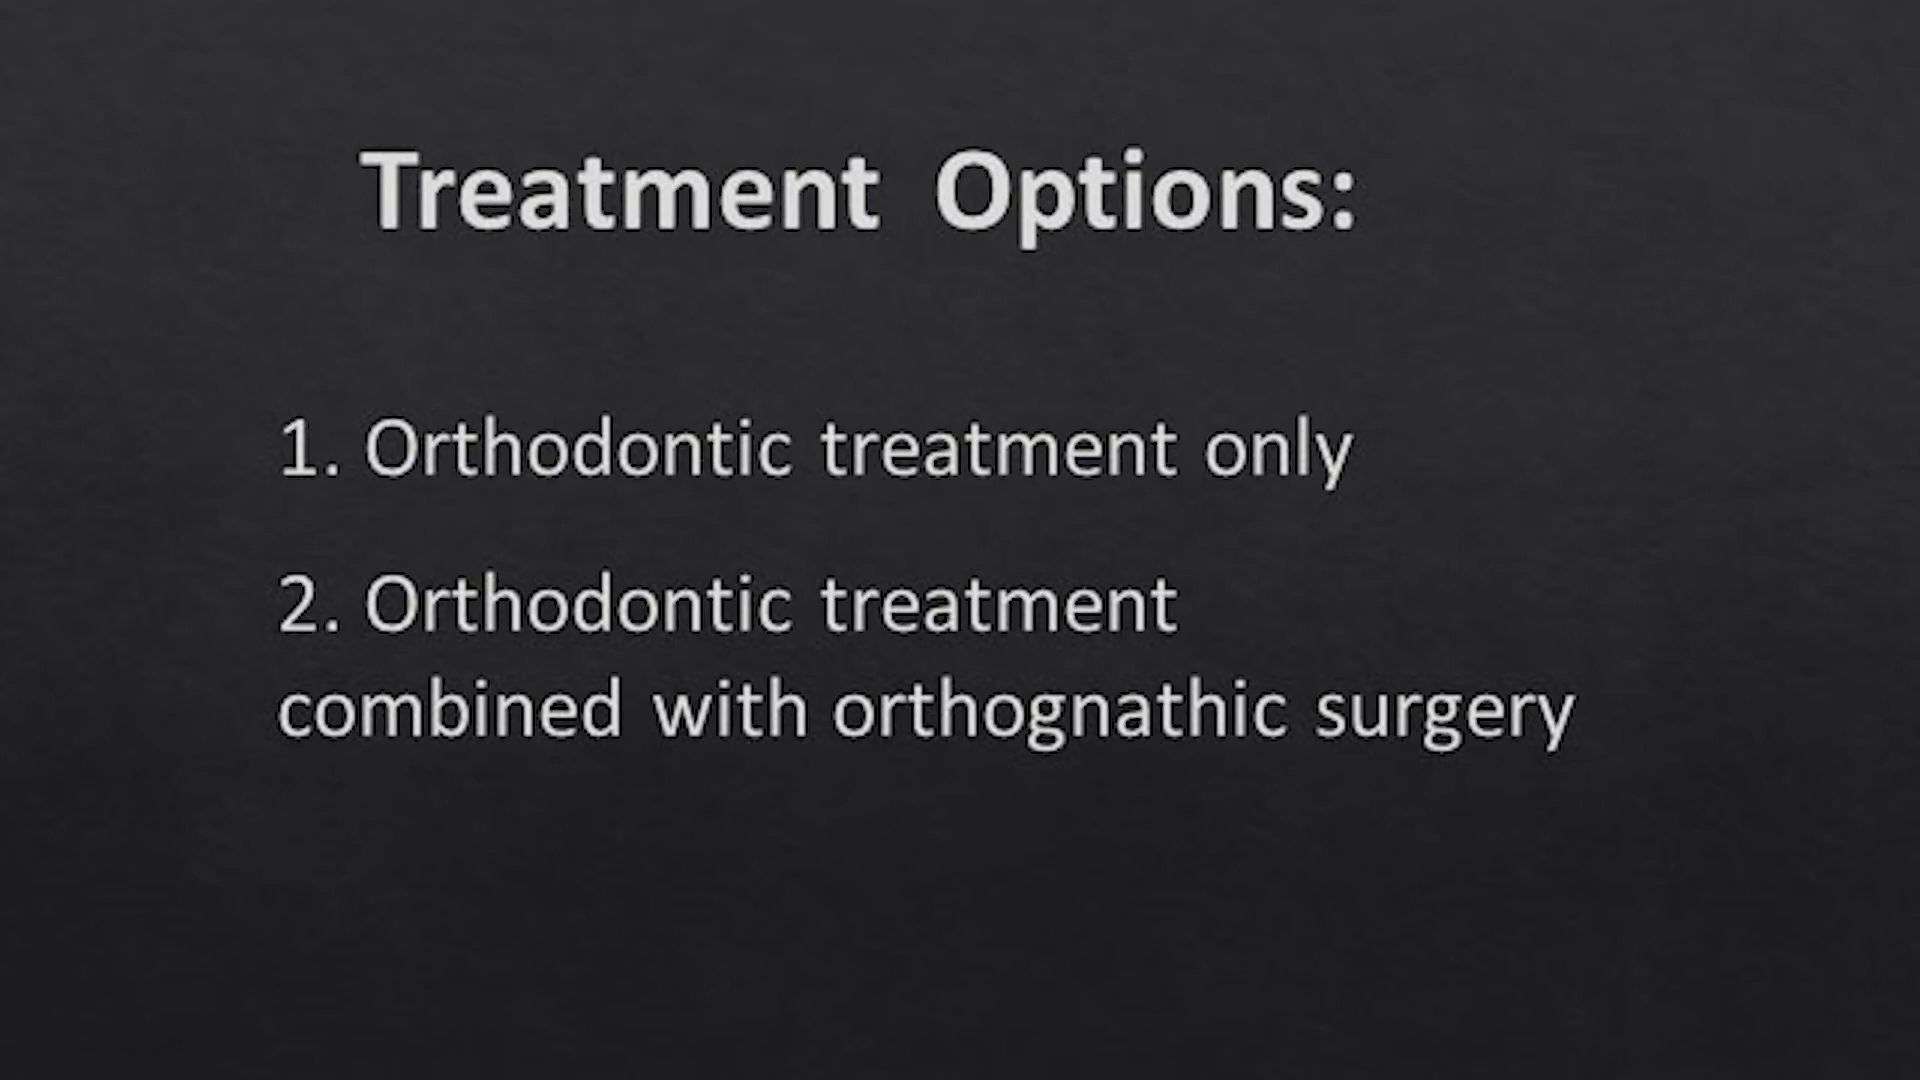 Treatment Options:
1. Orthodontic treatment only
2. Orthodontic treatment
combined with orthognathic surgery